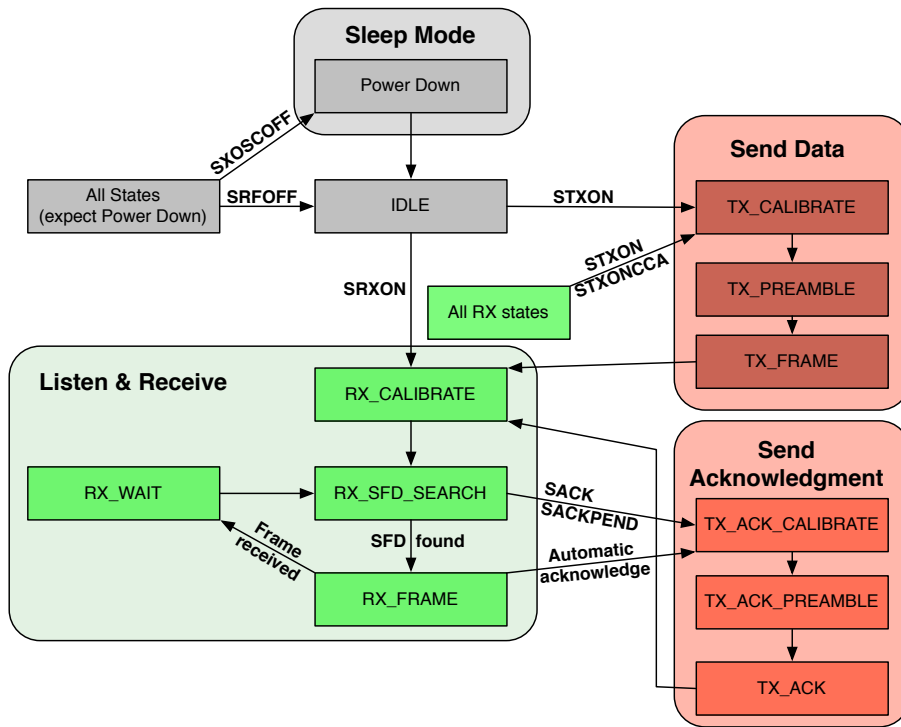 Sleep Mode
Power Down
SXOSCOFF
All States
(expect Power Down)
SRFOFF
IDLE
STXON
Send Data
TX_CALIBRATE
STXON
STXONCCA
SRXON
All RX states
TX_PREAMBLE
TX_FRAME
Listen & Receive
RX_CALIBRATE
RX_WAIT
RX_SFD_SEARCH
SACK
SACKPEND
SFD found
Frame
received
RX_FRAME
Automatic
acknowledge
Send
Acknowledgment
TX_ACK_CALIBRATE
TX_ACK_PREAMBLE
TX_ACK